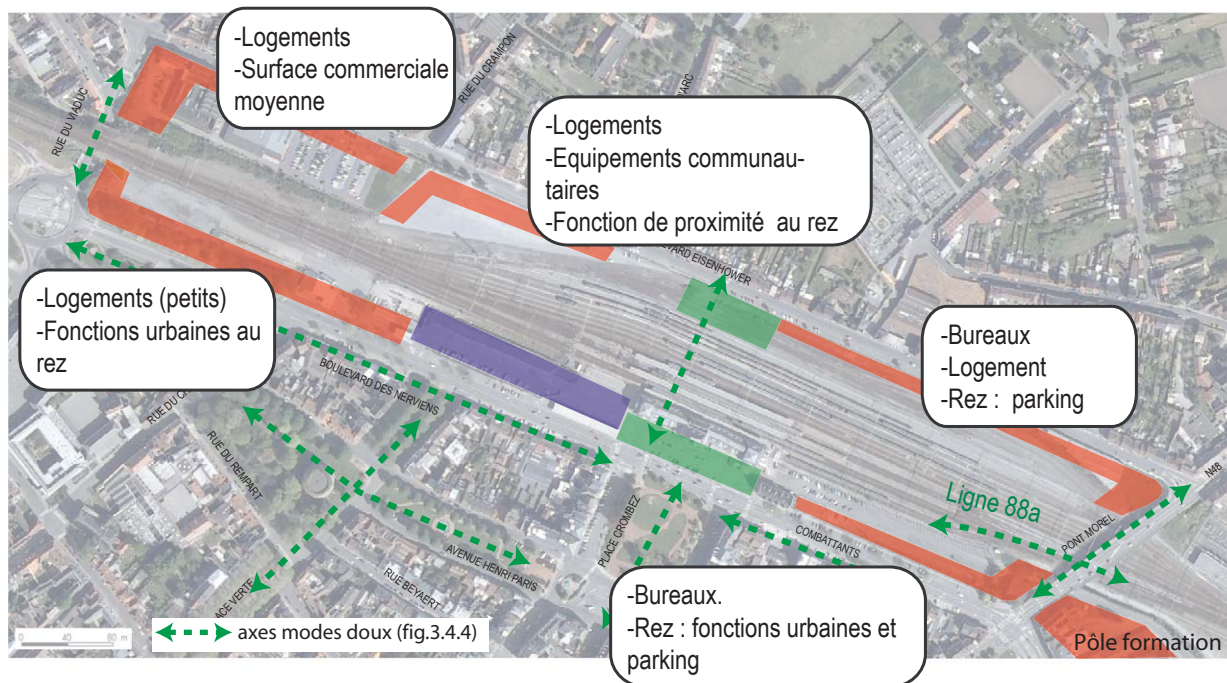 -Logements
-Surface commerciale
moyenne
RUE DU CRAMPON
RUE DU VIADUC
-Logements
-Equipements communau-
taires
-Fonction de proximité au rez
EISENHOWER
-Logements (petits)
-Fonctions urbaines au
rez
-Bureaux
-Logement
-Rez : parking
BOULEVARD DES NERVIENS
RUE DU
RUE DU REMPART
N48
Ligne 88a
PONT MOREL
PLACE CROMBEZ
COMBATTANTS
AVENUE HENRI PARIS
RUE BEYAERT
VERTE
-Bureaux.
-Rez : fonctions urbaines et
parking
0 40 80 m
axes modes doux (fig.3.4.4)
Pôle formation